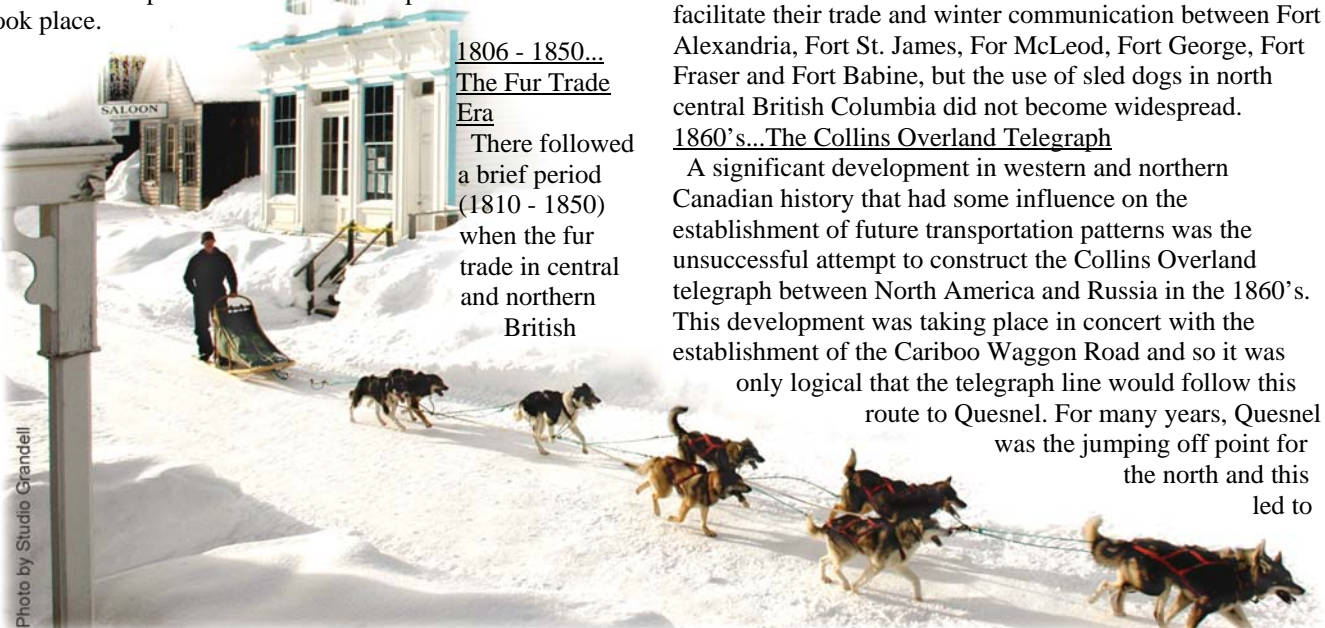 ook place.
1806 - 1850...
The Fur Trade
Era
There followed
a brief period
(1810 - 1850)
when the fur
trade in central
and northern
British
facilitate their trade and winter communication between Fort
Alexandria, Fort St. James, For McLeod, Fort George, Fort
Fraser and Fort Babine, but the use of sled dogs in north
central British Columbia did not become widespread.
1860's...The Collins Overland Telegraph
A significant development in western and northern
Canadian history that had some influence on the
establishment of future transportation patterns was the
unsuccessful attempt to construct the Collins Overland
telegraph between North America and Russia in the 1860's.
This development was taking place in concert with the
establishment of the Cariboo Waggon Road and so it was
only logical that the telegraph line would follow this
route to Quesnel. For many years, Quesnel
was the jumping off point for
the north and this
led to
SALOON
Photo by Studio Grandell